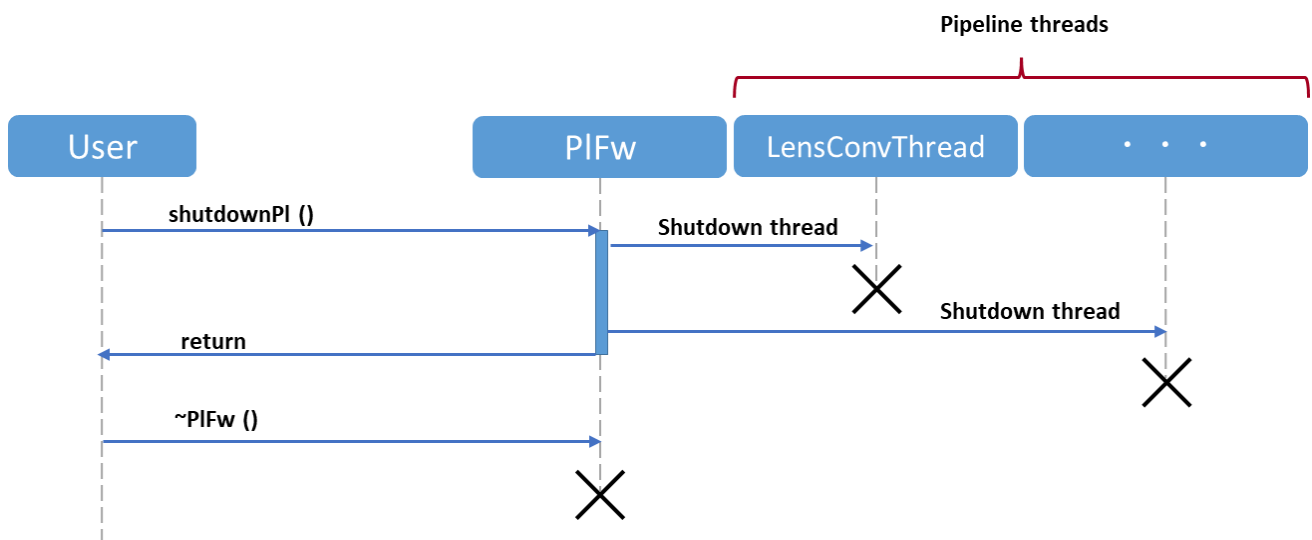 Pipeline threads
User
PlFw
LensConvThread
・ ・ ・
shutdownPl ()
Shutdown thread
Shutdown thread
return
~PlFw ()